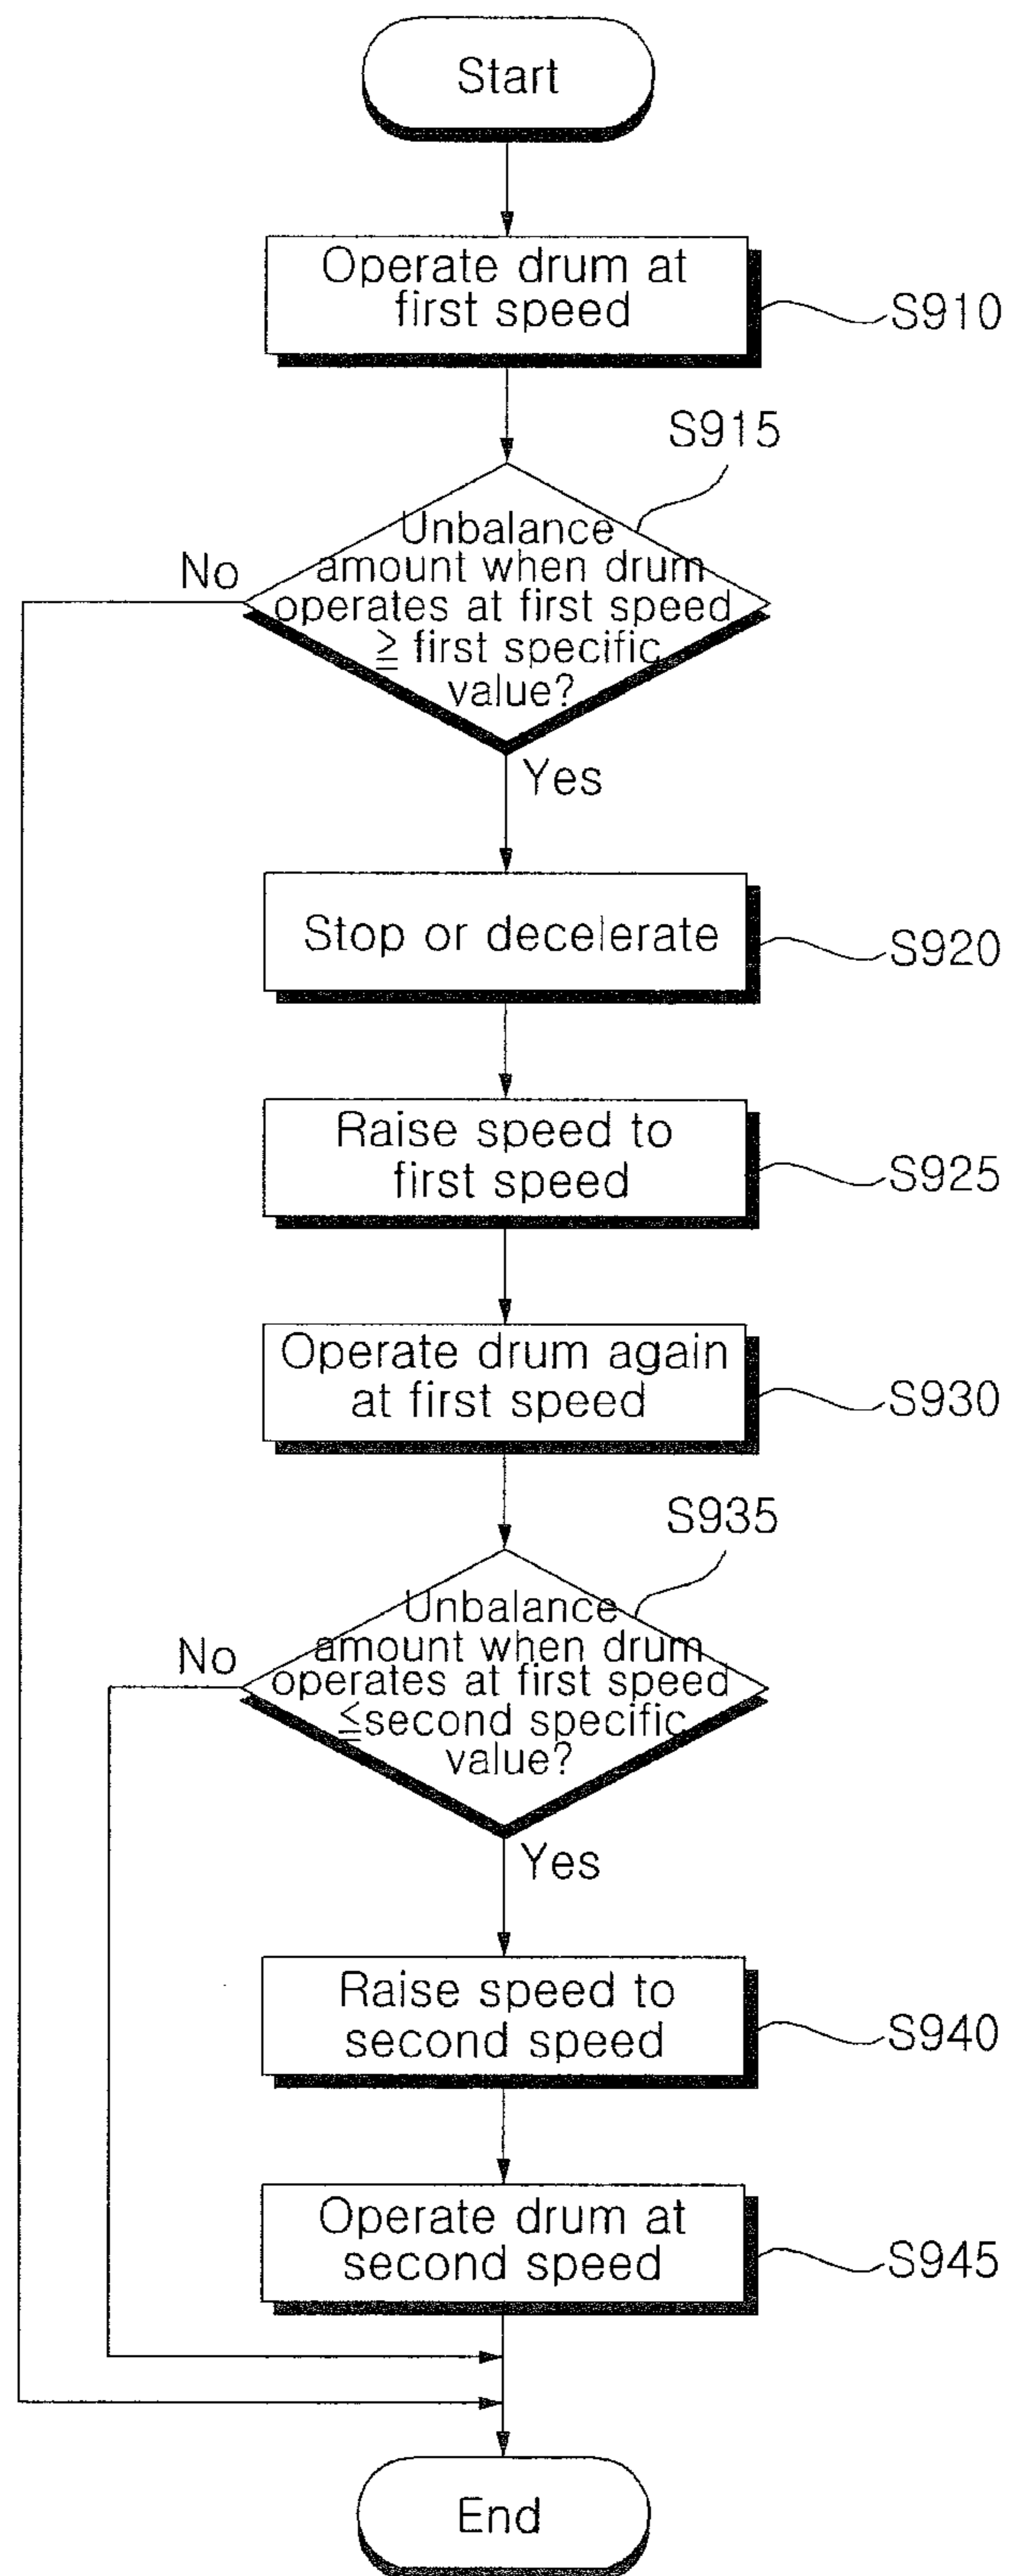 Start
Operate drum at
first speed
S910
S915
Unbalance
amount when drum
operates at first speed
≧ first specific
value?
No
Yes
Stop or decelerate
S920
Raise speed to
first speed
S925
Operate drum again
at first speed
S930
S935
Unbalance
amount when drum
operates at first speed
≦second specific
value?
No
Yes
Raise speed to
second speed
S940
Operate drum at
second speed
S945
End